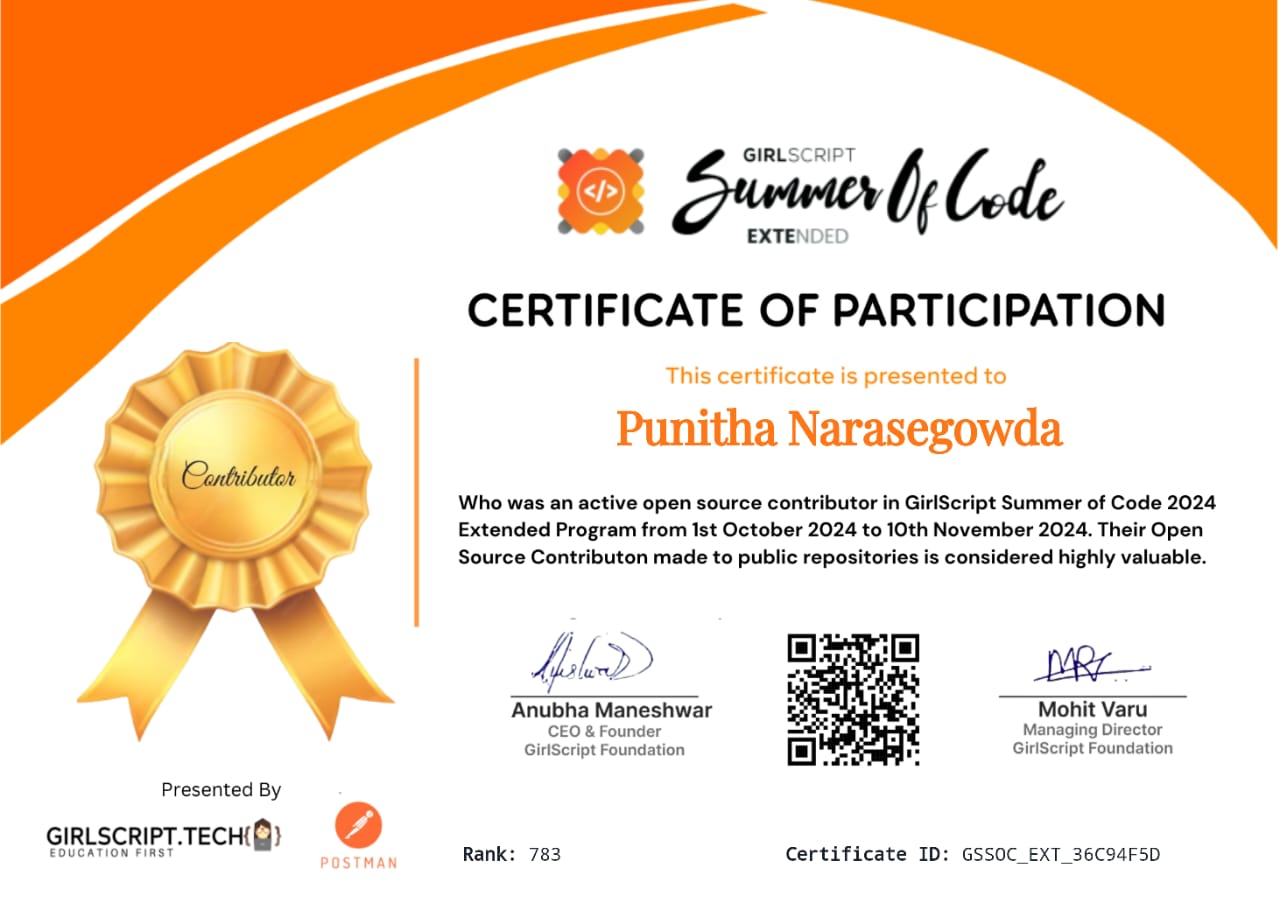 GIRLSCRIPT
Summer Of Code
EXTENDED
CERTIFICATE OF PARTICIPATION
This certificate is presented to
Punitha Narasegowda
Contributor
Who was an active open source contributor in GirlScript Summer of Code 2024
Extended Program from 1st October 2024 to 10th November 2024. Their Open
Source Contributon made to public repositories is considered highly valuable.
Anubha Maneshwar
CEO & Founder
GirlScript Foundation
Mohit Varu
Managing Director
GirlScript Foundation
Presented By
GIRLSCRIPT.TECH
EDUCATION FIRST
POSTMAN
Rank: 783
Certificate ID: GSSOC_EXT_36C94F5D